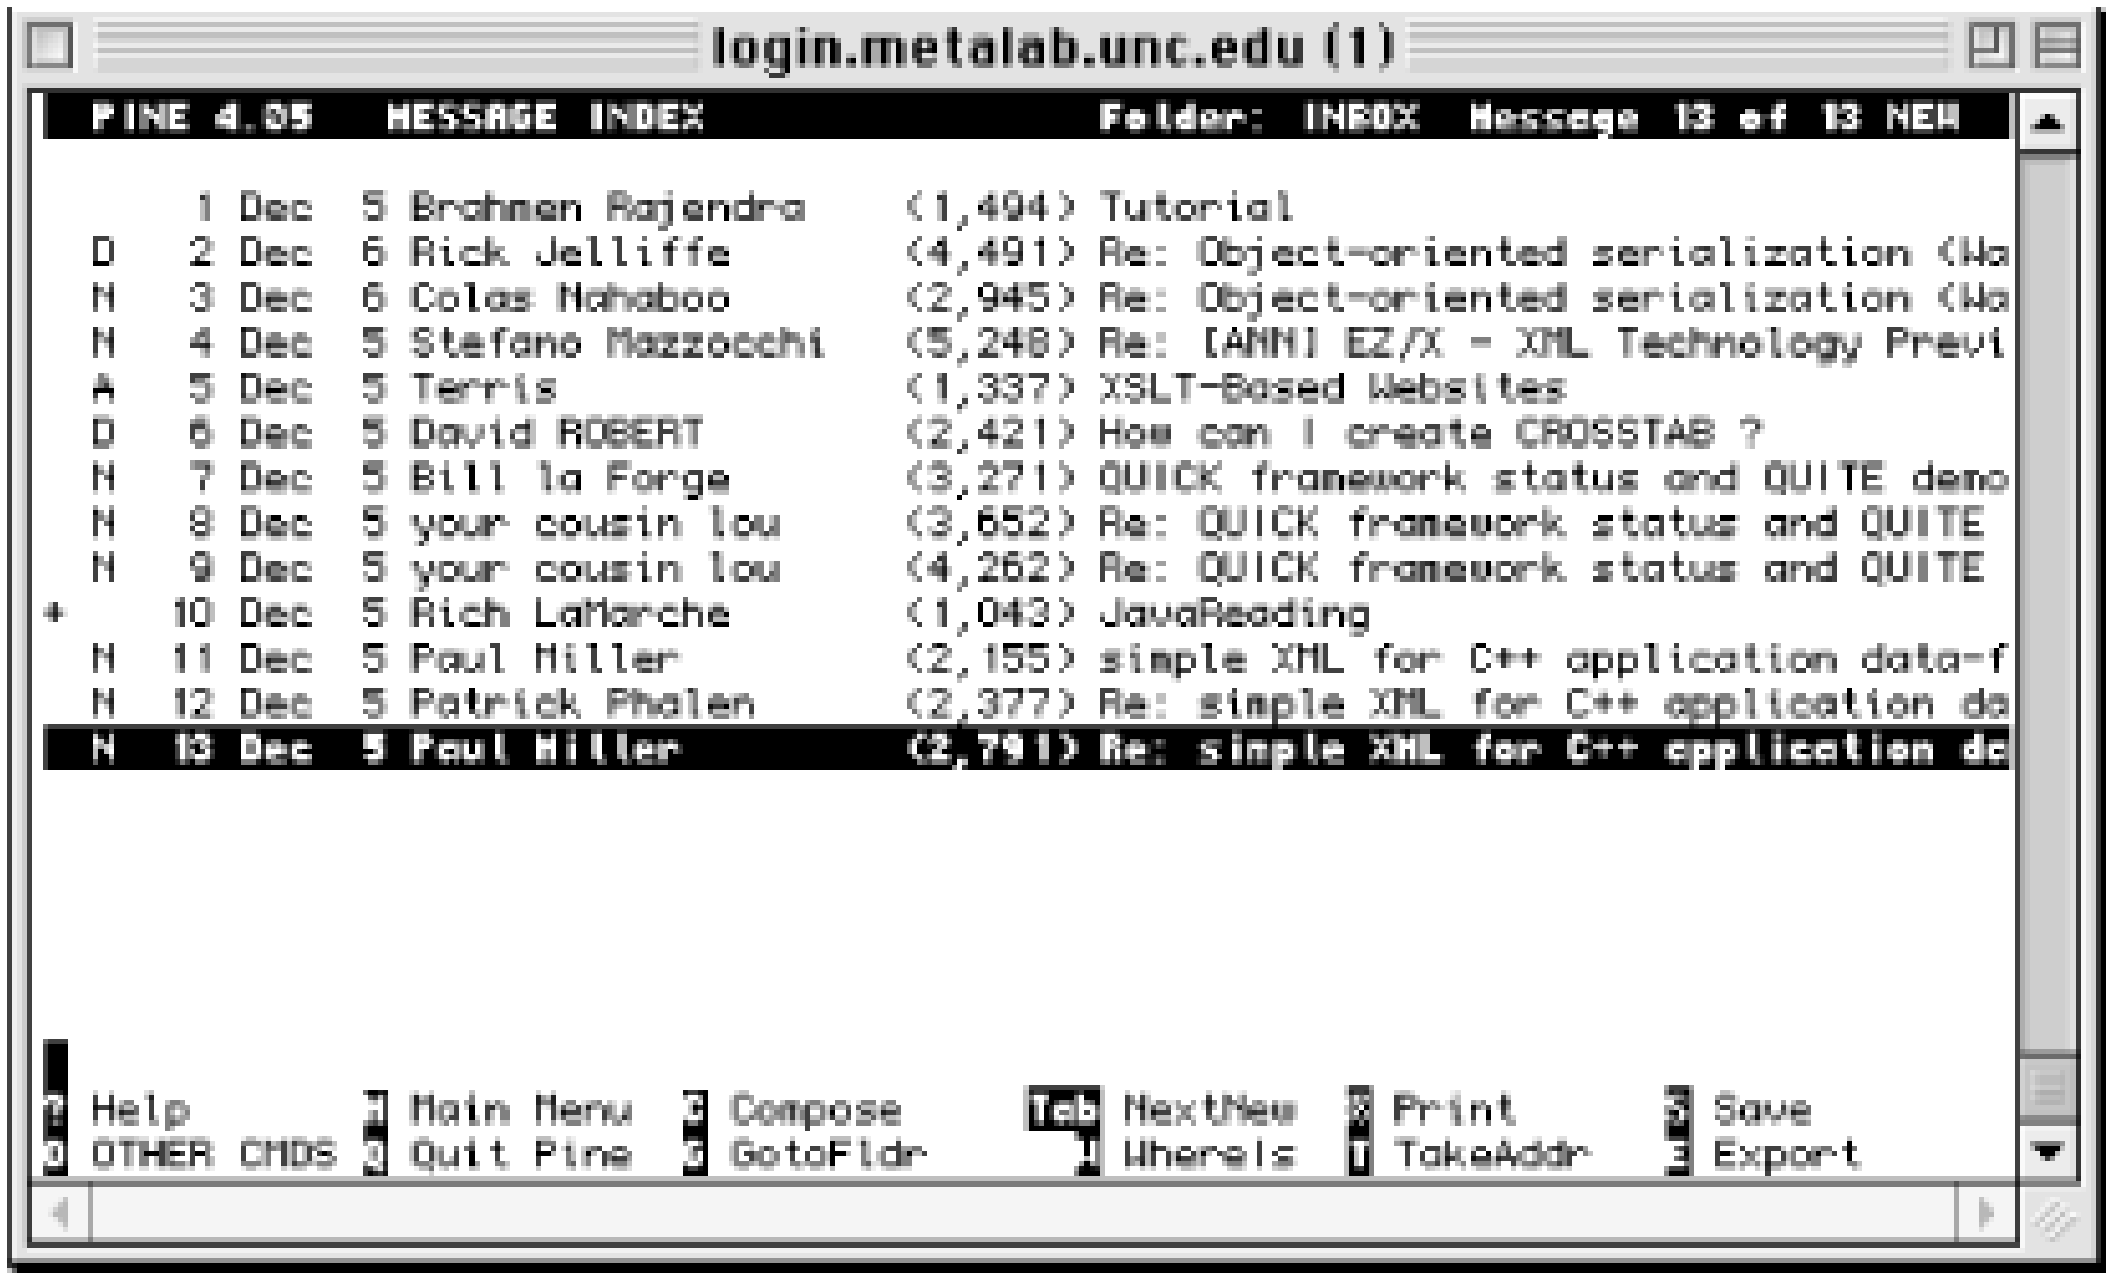 login.metalab.unc.edu (1)
PINE 4.05 MESSAGE INDEX Folder: INBOX Message 13 of 13 NEW
1 Dec 5 Brahmen Rajendra (1,494) Tutorial
D 2 Dec 6 Rick Jelliffe (4,491) Re: Object-oriented serialization (Wa
N 3 Dec 6 Colas Nahaboo (2,945) Re: Object-oriented serialization (Wa
N 4 Dec 5 Stefano Mazzocchi (5,248) Re: [ANN] EZ/X - XML Technology Previ
A 5 Dec 5 Terris (1,337) XSLT-Based Websites
D 6 Dec 5 David ROBERT (2,421) How can I create CROSSTAB ?
N 7 Dec 5 Bill la Forge (3,271) QUICK framework status and QUITE demo
N 8 Dec 5 your cousin lou (3,652) Re: QUICK framework status and QUITE
N 9 Dec 5 your cousin lou (4,262) Re: QUICK framework status and QUITE
+ 10 Dec 5 Rich LaMarche (1,043) JavaReading
N 11 Dec 5 Paul Miller (2,155) simple XML for C++ application data-f
N 12 Dec 5 Patrick Phalen (2,377) Re: simple XML for C++ application da
N 13 Dec 5 Paul Miller (2,791) Re: simple XML for C++ application da
Help Main Menu Compose Tab NextNew Print Save
OTHER CMDS Quit Pine GotoFldr WhereIs TakeAddr Export